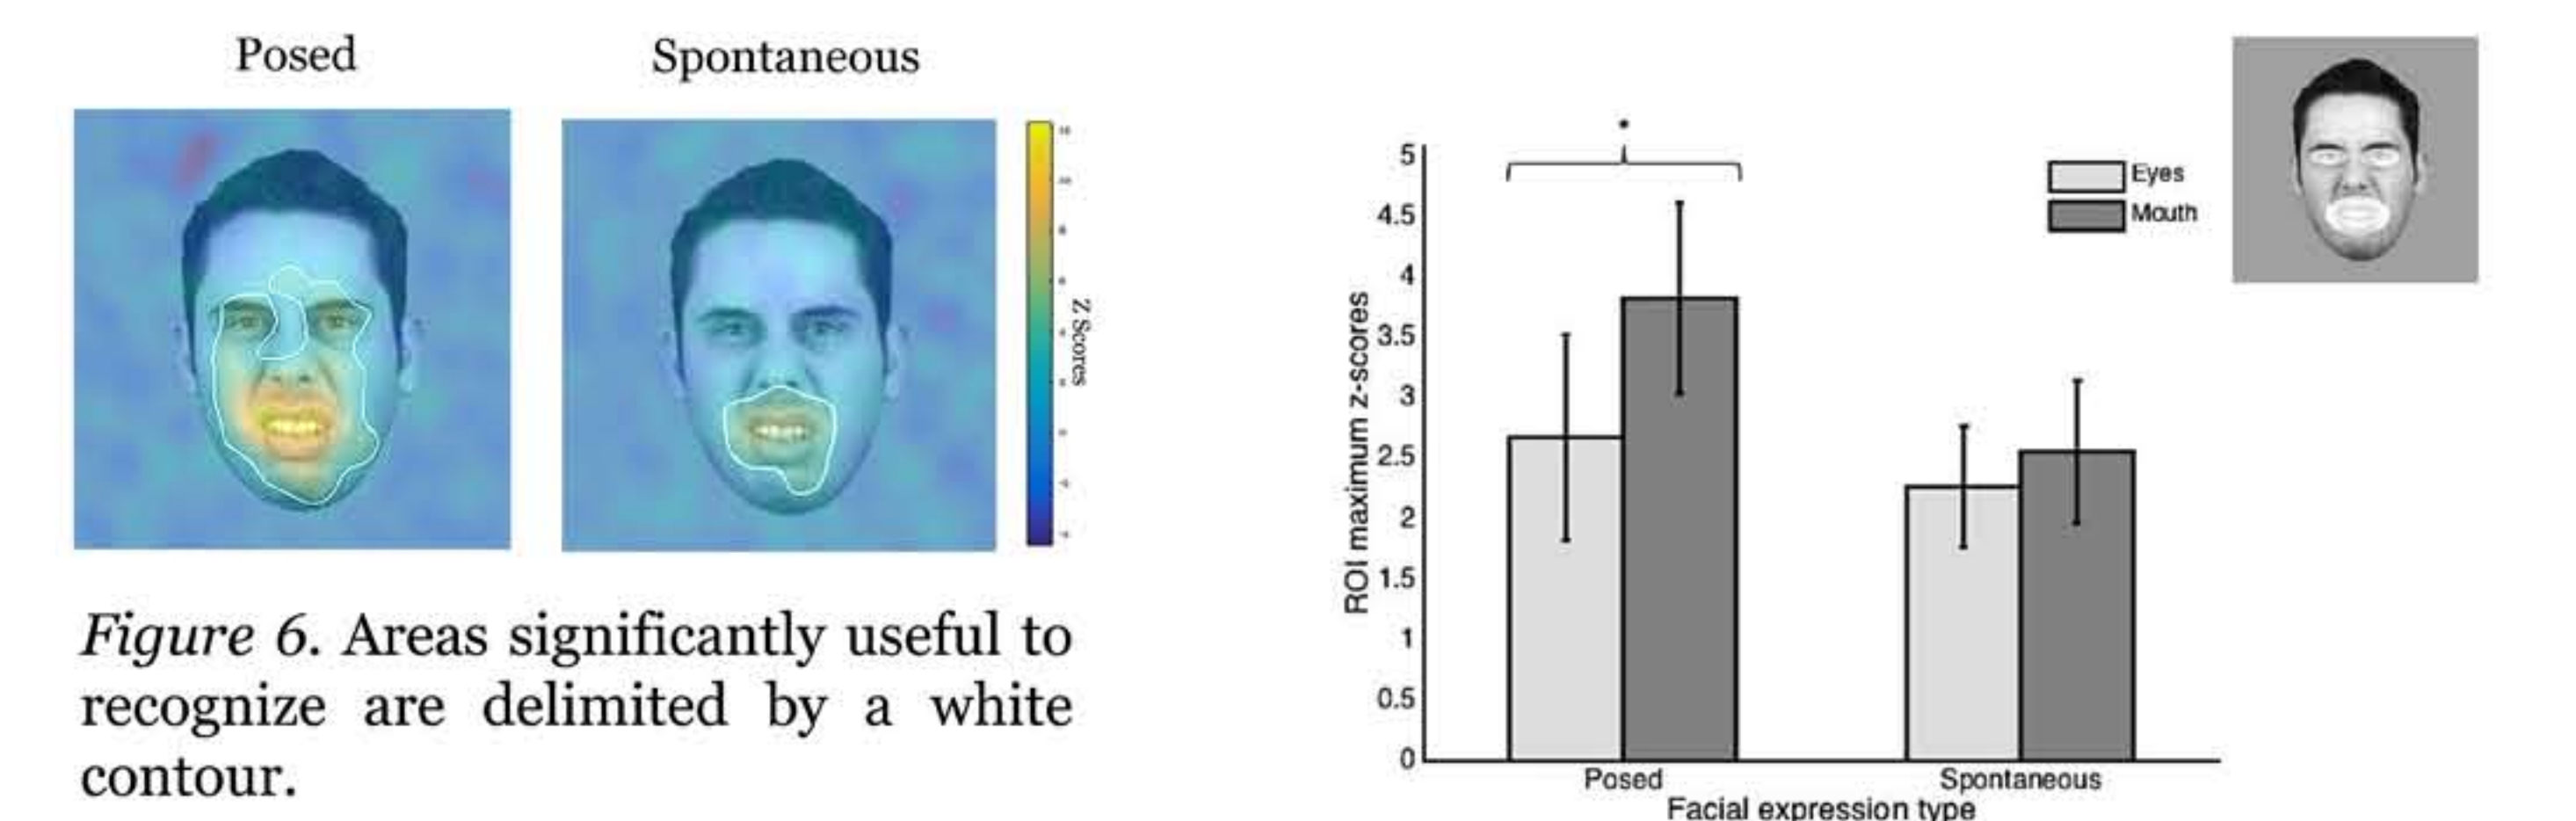 Posed
Spontaneous
Z Scores
Figure 6. Areas significantly useful to
recognize are delimited by a white
contour.
5
4.5
4
3.5
3
2.5
2
1.5
1
0.5
0
ROI maximum z-scores
Eyes
Mouth
Posed
Spontaneous
Facial expression type